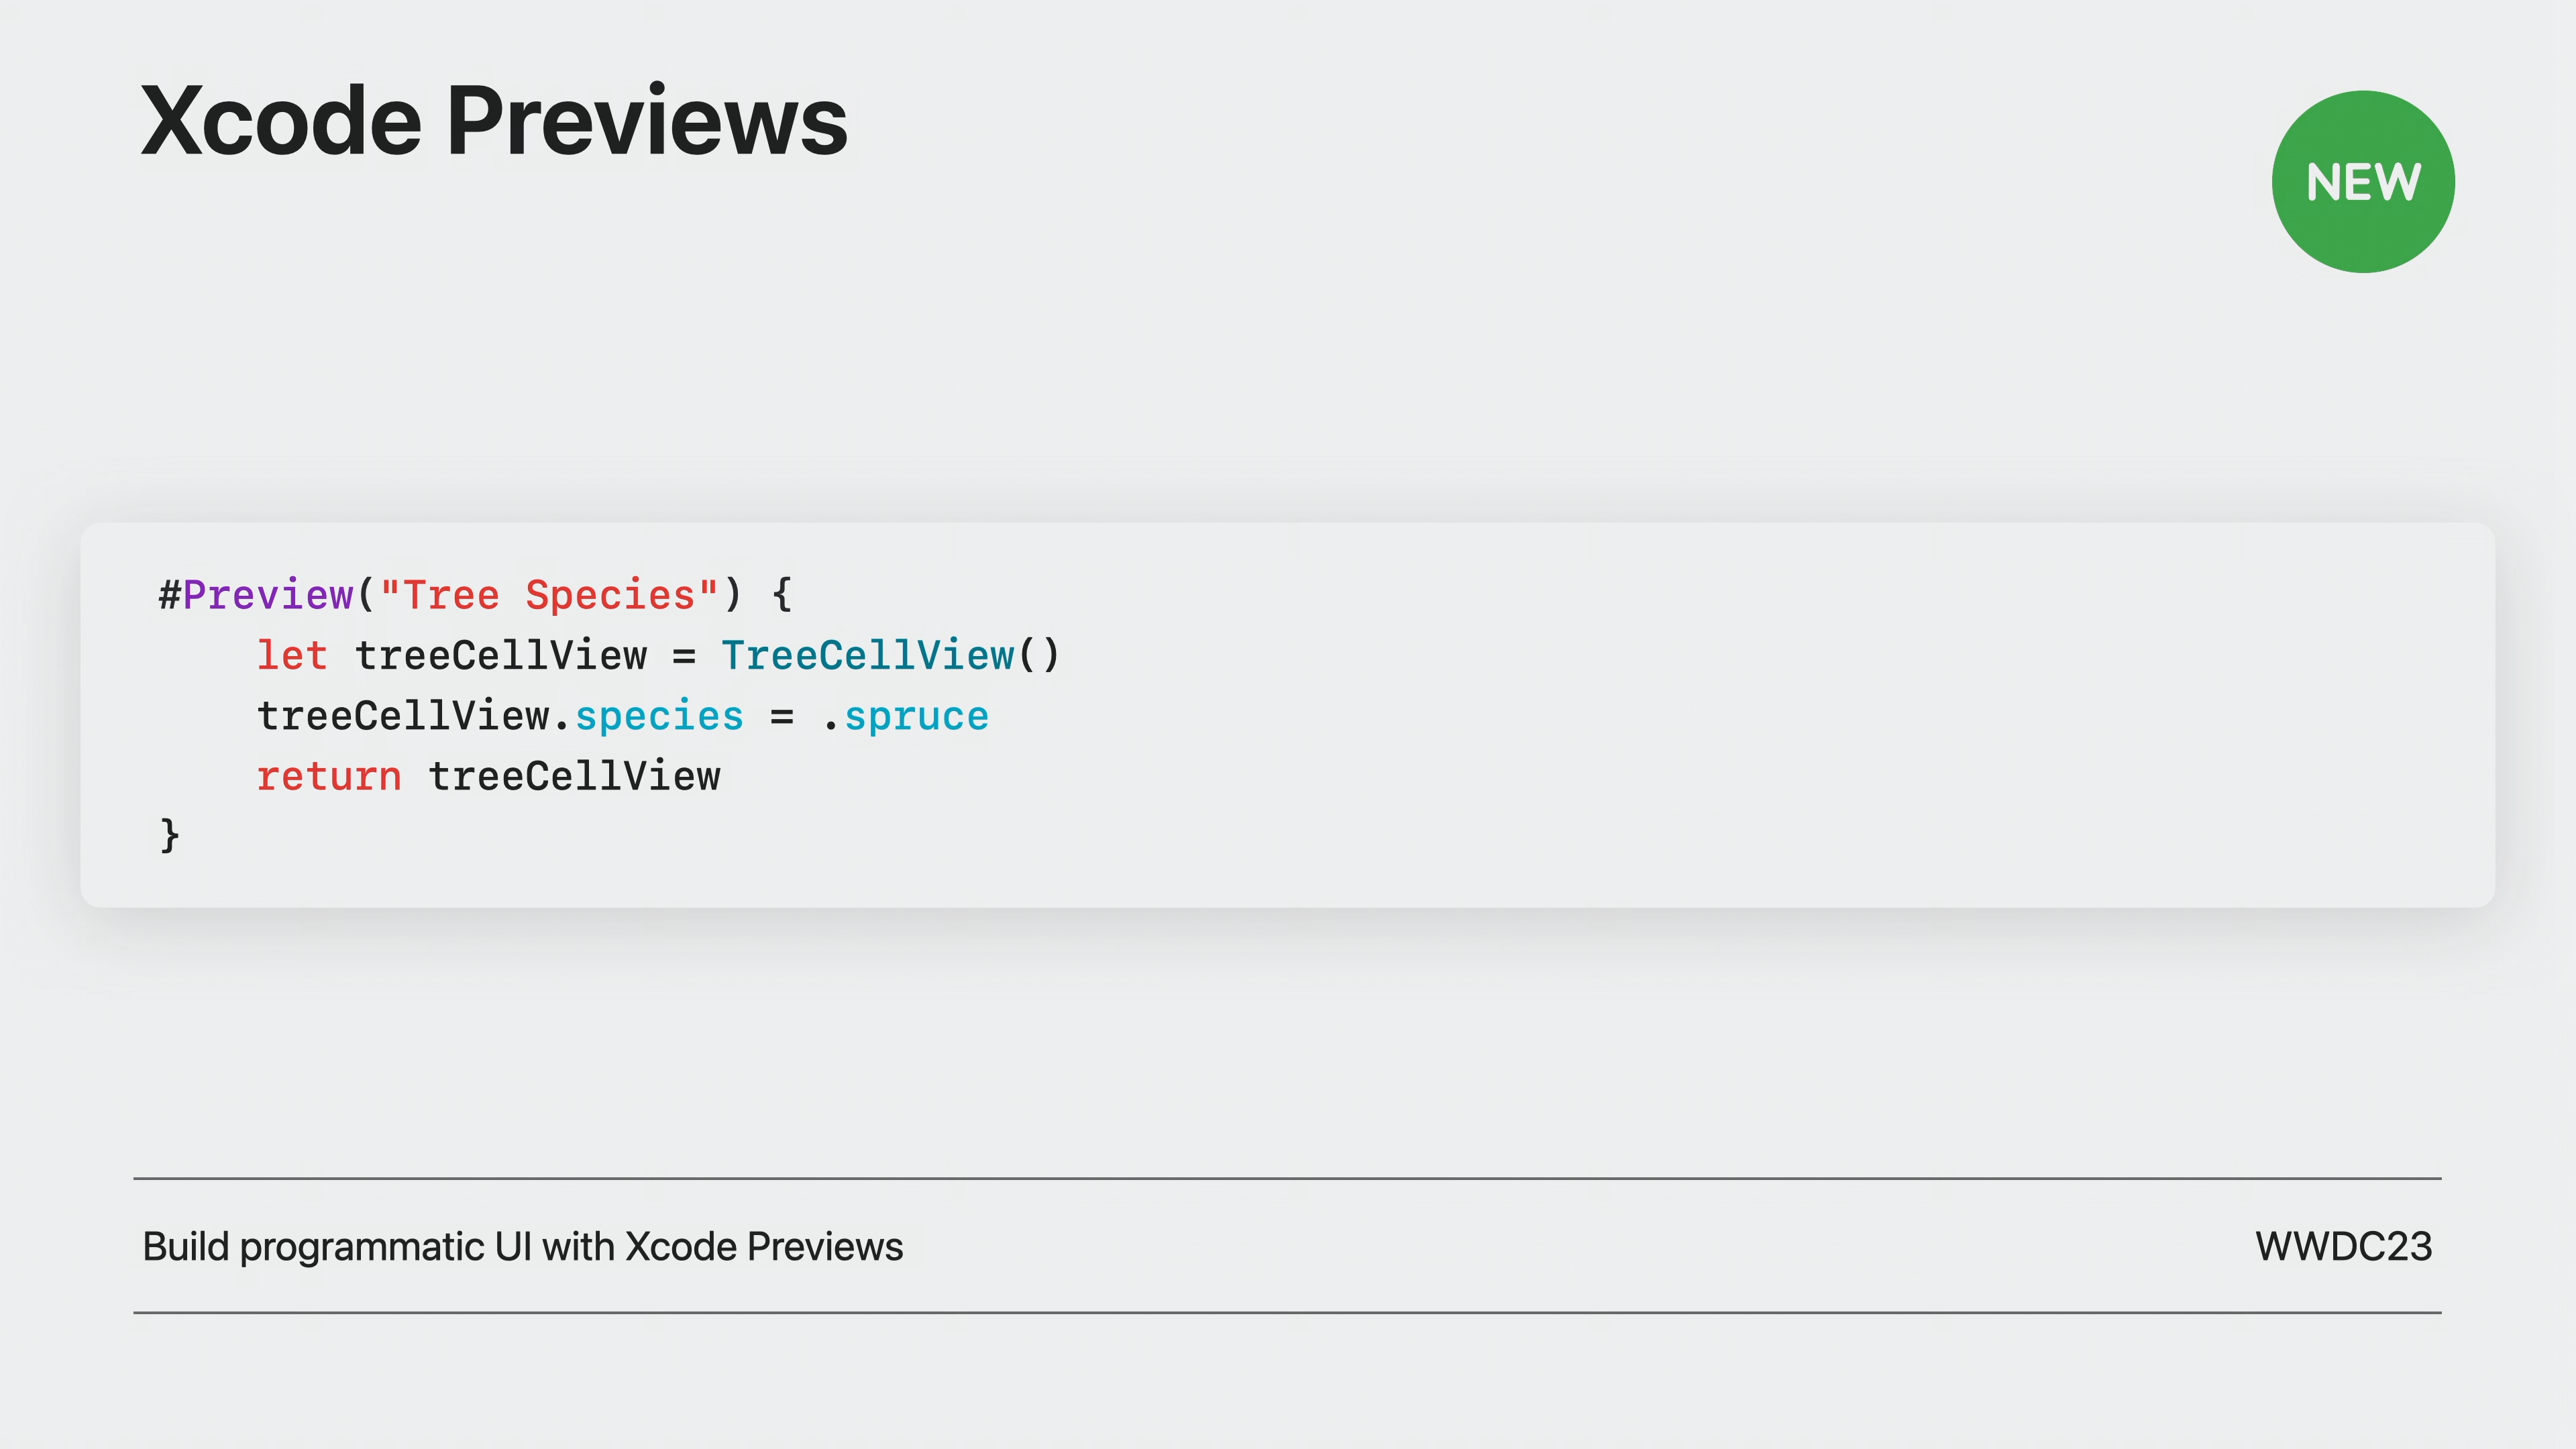 Xcode Previews
NEW
#Preview("Tree Species") {
    let treeCellView = TreeCellView()
    treeCellView.species = .spruce
    return treeCellView
}
Build programmatic UI with Xcode Previews
WWDC23